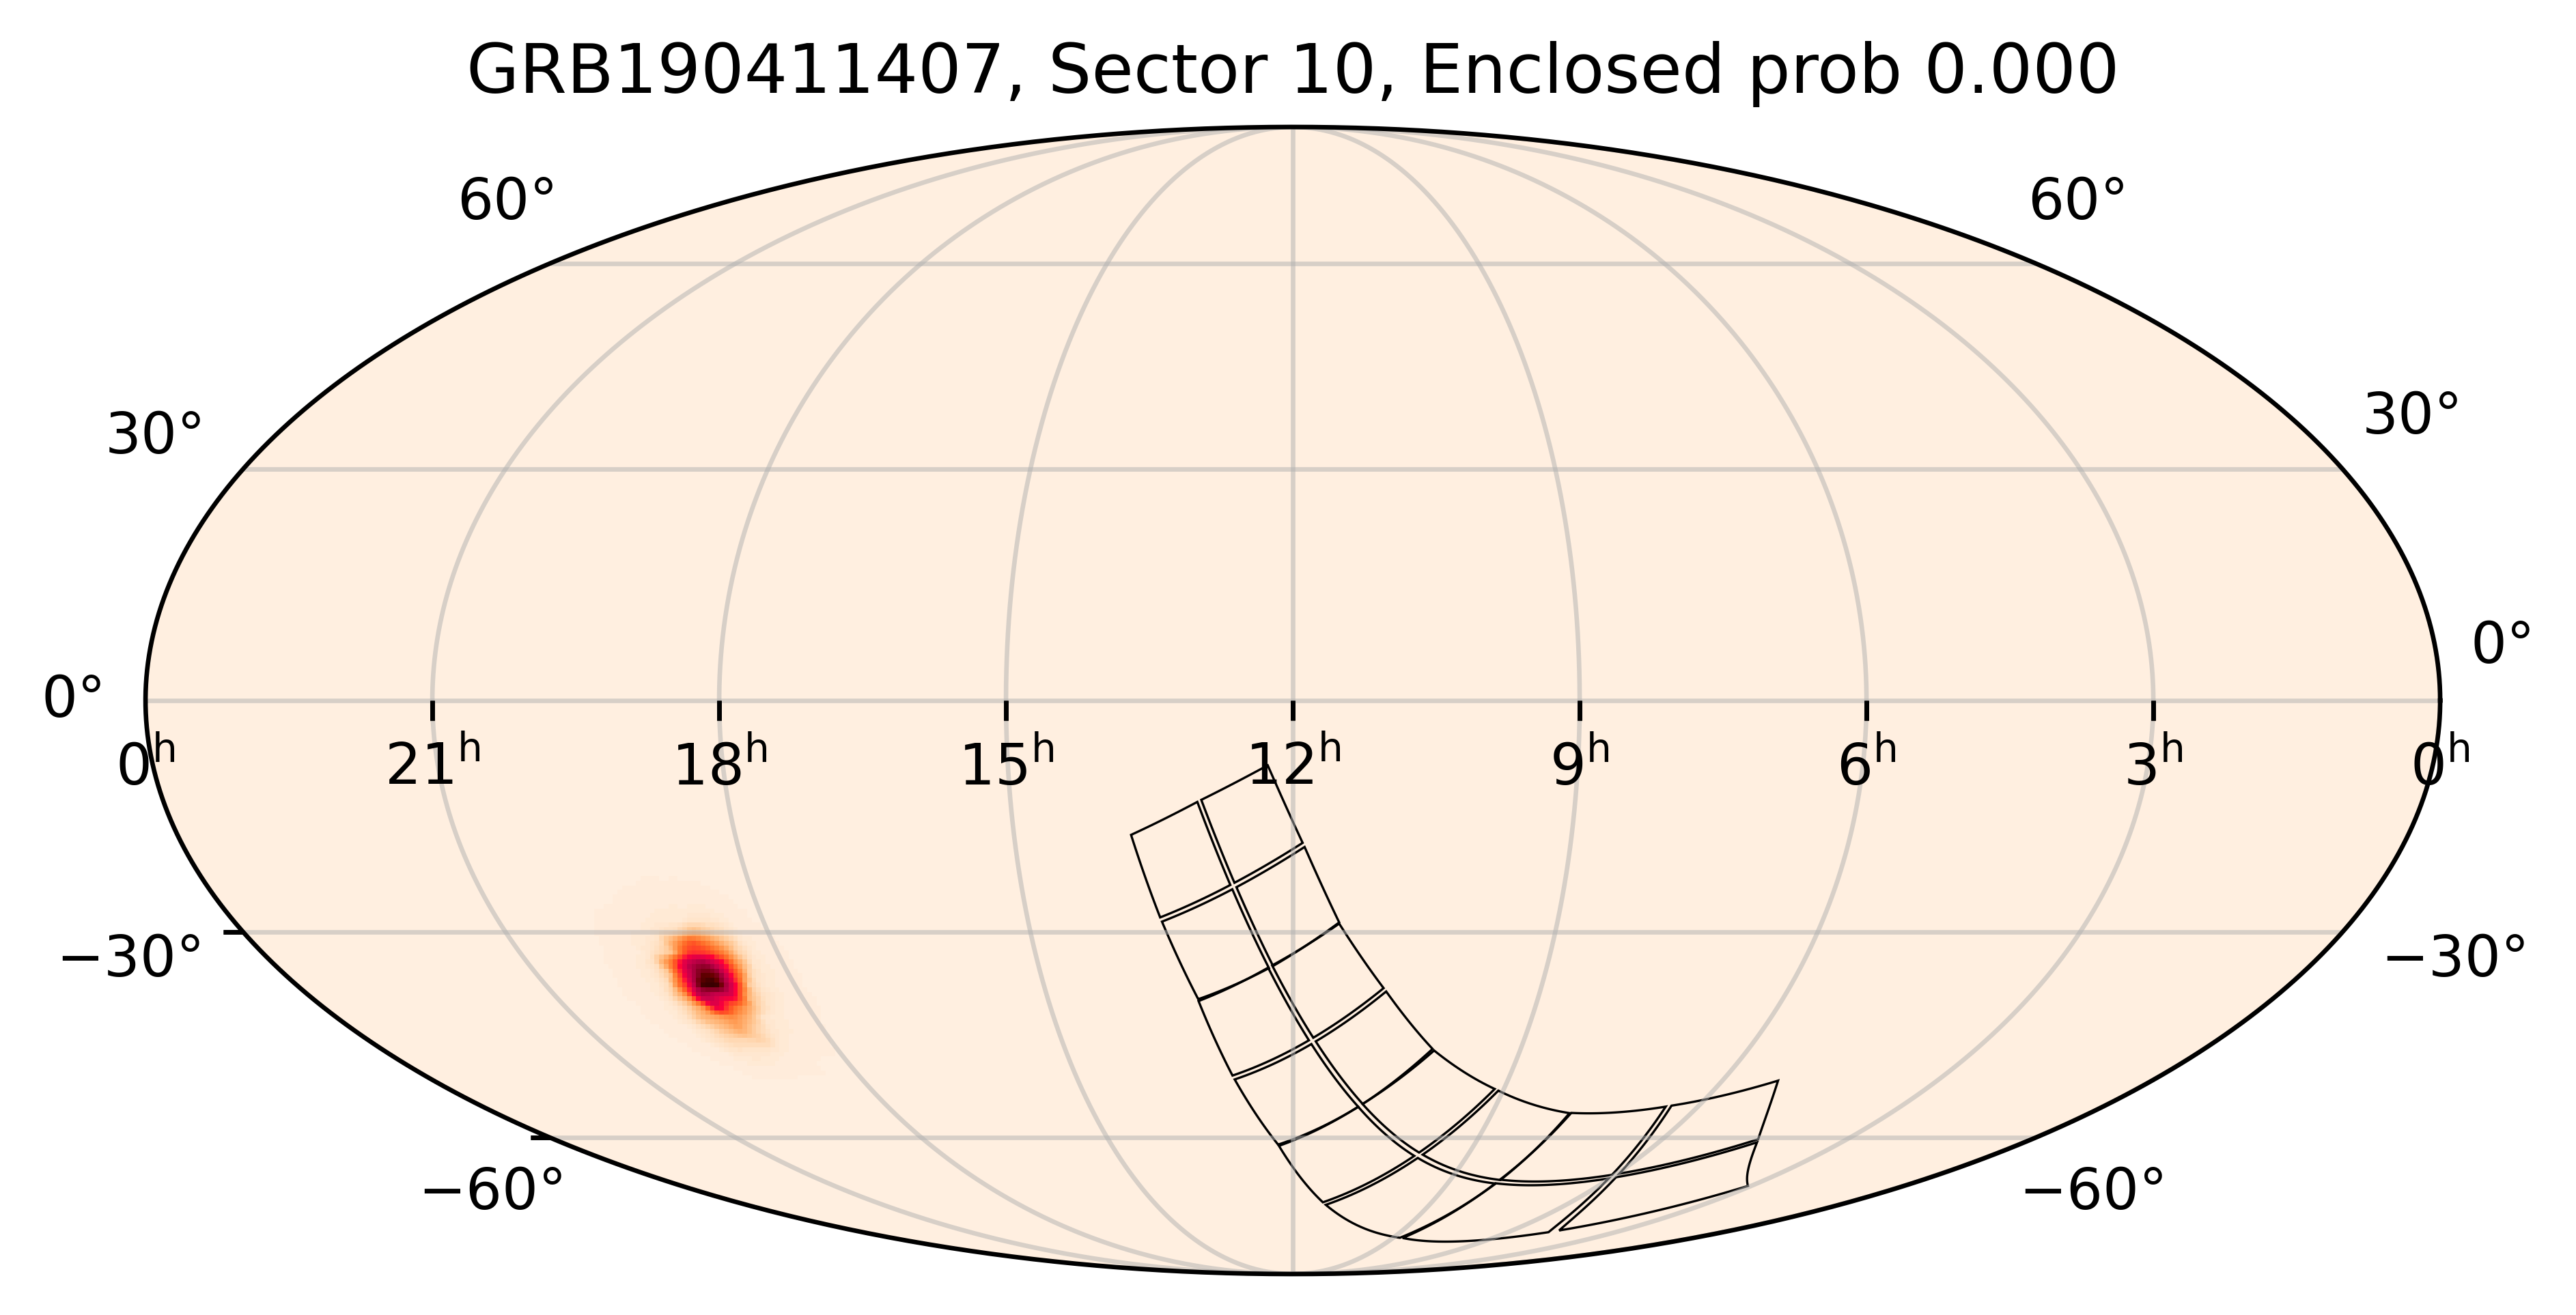 GRB190411407, Sector 10, Enclosed prob 0.000
60° 60°
30° 30°
0° 0°
0ʰ 21ʰ 18ʰ 15ʰ 12ʰ 9ʰ 6ʰ 3ʰ 0ʰ
−30° −30°
−60° −60°